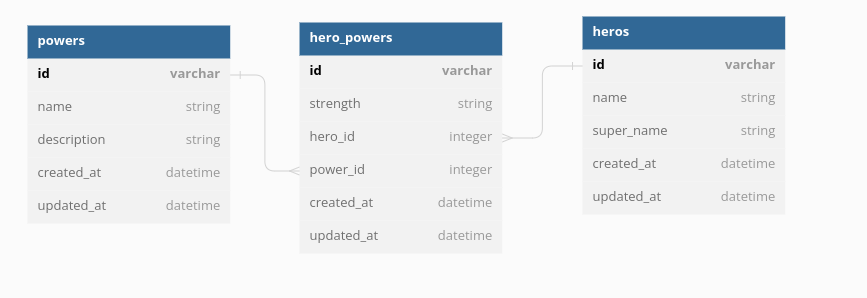 powers
id varchar
name string
description string
created_at datetime
updated_at datetime
hero_powers
id varchar
strength string
hero_id integer
power_id integer
created_at datetime
updated_at datetime
heros
id varchar
name string
super_name string
created_at datetime
updated_at datetime